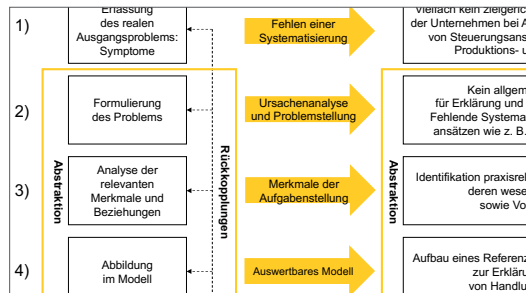 1)
Erfassung
des realen
Ausgangsproblems:
Symptome
Fehlen einer
Systematisierung
vielfach kein
der Unternehmen bei A
von Steuerungsans
Produktions- u
2)
Formulierung
des Problems
Ursachenanalyse
und Problemstellung
Kein allgem
für Erklärung und
Fehlende Systema
ansätzen wie z. B.
Abstraktion
Rückkopplungen
Abstraktion
3)
Analyse der
relevanten
Merkmale und
Beziehungen
Merkmale der
Aufgabenstellung
Identifikation praxisrel
deren wese
sowie Vo
4)
Abbildung
im Modell
Auswertbares Modell
Aufbau eines Referenz
zur Erkläru
von Handlu